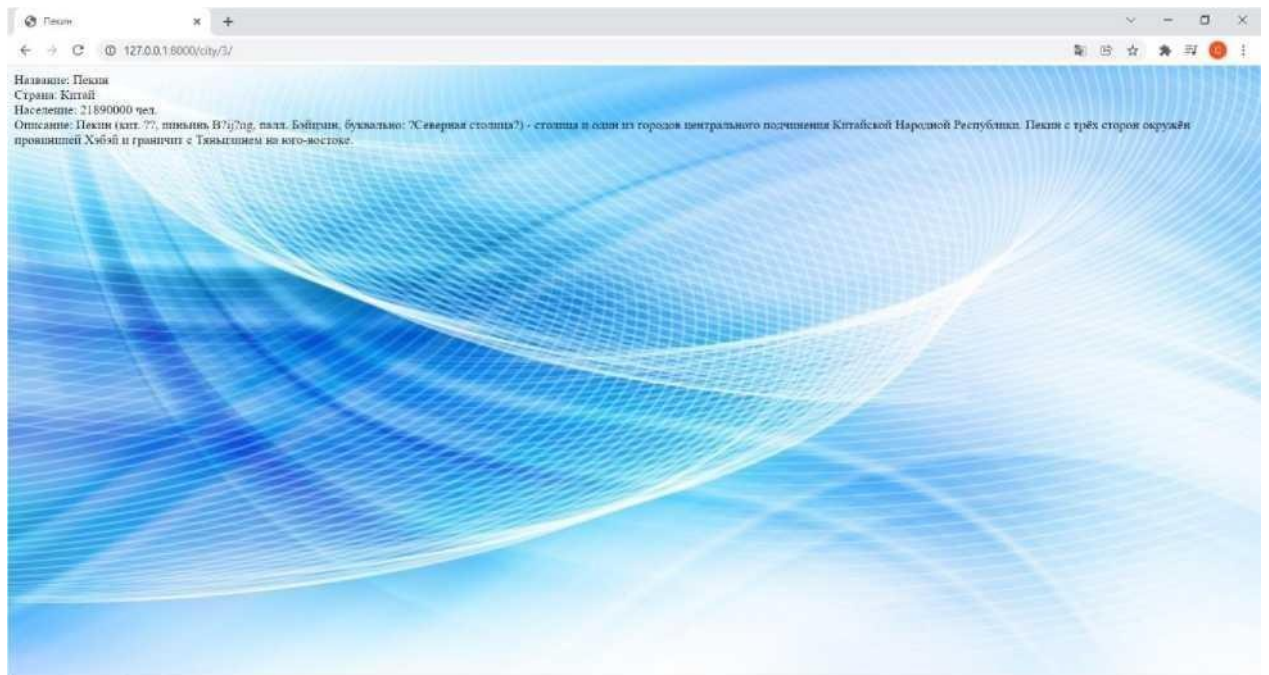 Пекин
127.0.0.1:8000/city/3/
Название: Пекин
Страна: Китай
Население: 21890000 чел.
Описание: Пекин (кит. ??, пиньинь B?ij?ng, палл. Бэйцзин, буквально: ?Северная столица?) - столица и один из городов центрального подчинения Китайской Народной Республики. Пекин с трёх сторон окружён
провинцией Хэбэй и граничит с Тяньцзинем на юго-востоке.